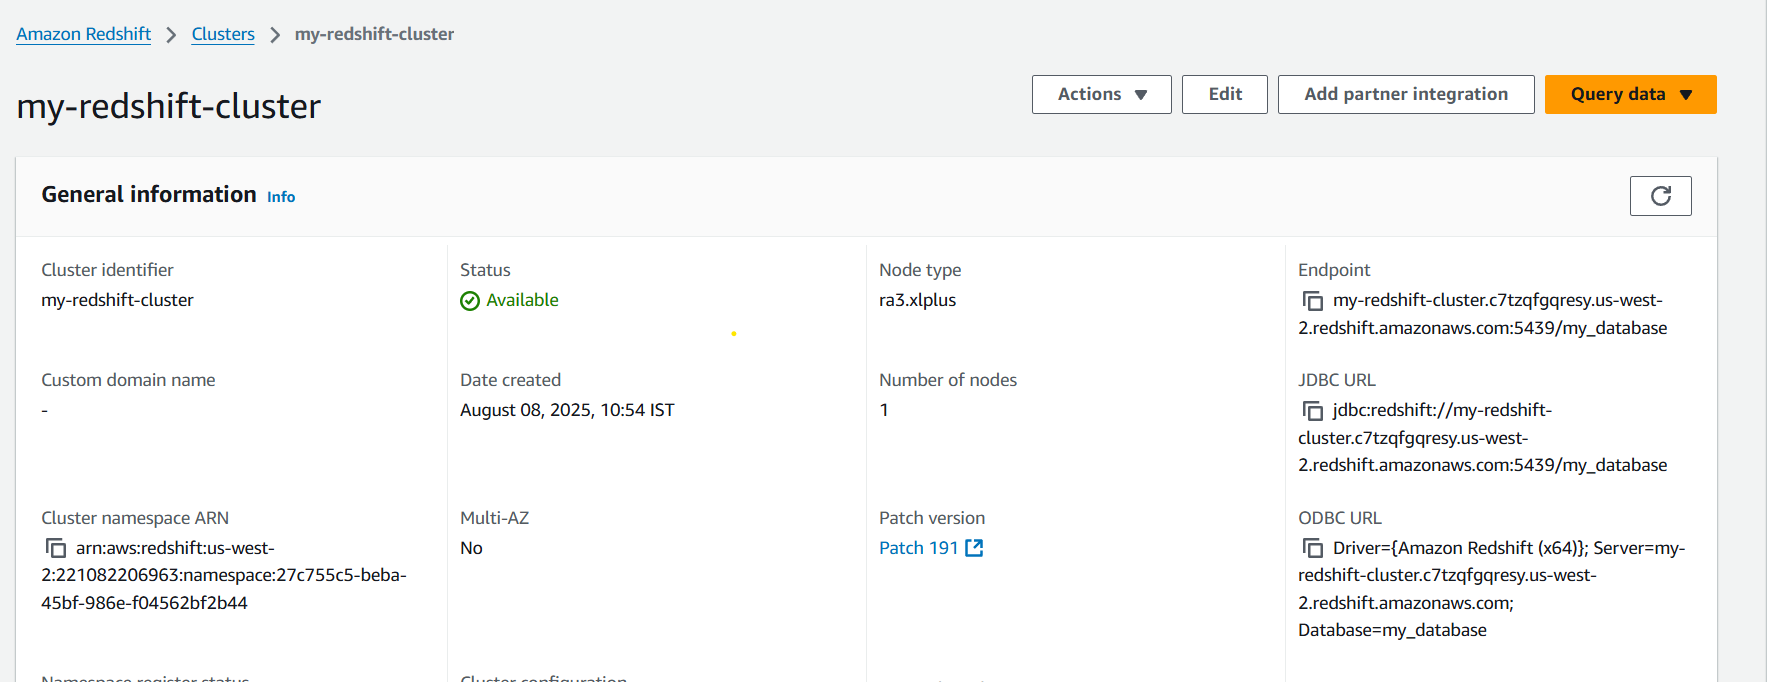 Amazon Redshift > Clusters > my-redshift-cluster
my-redshift-cluster
Actions
Edit
Add partner integration
Query data
General information Info
Cluster identifier
my-redshift-cluster
Status
Available
Node type
ra3.xlplus
Endpoint
my-redshift-cluster.c7tzqfgqresy.us-west-
2.redshift.amazonaws.com:5439/my_database
Custom domain name
-
Date created
August 08, 2025, 10:54 IST
Number of nodes
1
JDBC URL
jdbc:redshift://my-redshift-
cluster.c7tzqfgqresy.us-west-
2.redshift.amazonaws.com:5439/my_database
Cluster namespace ARN
arn:aws:redshift:us-west-
2:221082206963:namespace:27c755c5-beba-
45bf-986e-f04562bf2b44
Multi-AZ
No
Patch version
Patch 191
ODBC URL
Driver={Amazon Redshift (x64)}; Server=my-
redshift-cluster.c7tzqfgqresy.us-west-
2.redshift.amazonaws.com;
Database=my_database
Namespace register status
Cluster configuration